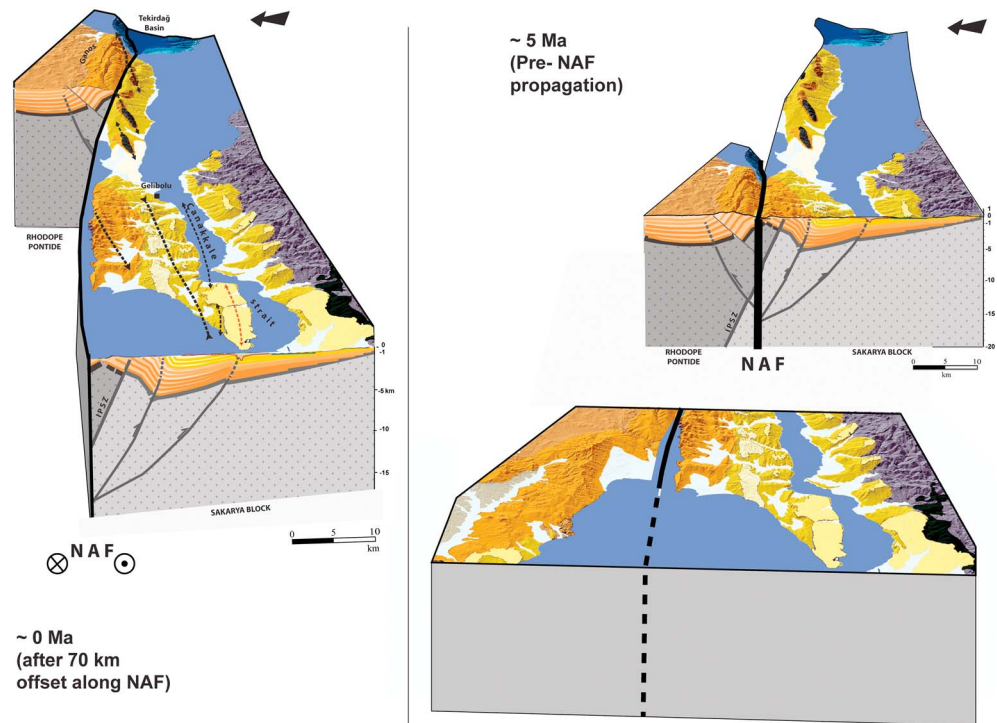 Tekirdağ
Basin
Ganos
Gelibolu
Çanakkale
strait
RHODOPE
PONTIDE
IPSZ
0
-1
-5 km
-10
-15
SAKARYA BLOCK
0 5 10
km
NAF
~ 0 Ma
(after 70 km
offset along NAF)
~ 5 Ma
(Pre- NAF
propagation)
1
0
-1
-5
-10
-15
-20
IPSZ
RHODOPE
PONTIDE
SAKARYA BLOCK
NAF
0 5 10
km